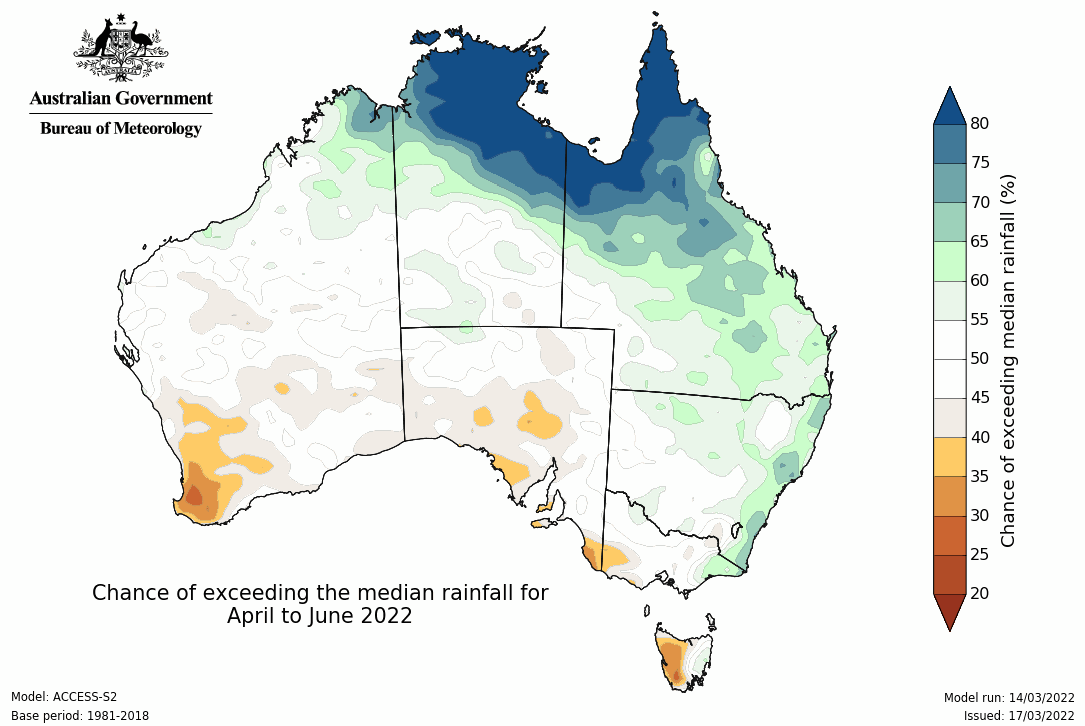 Australian Government
Bureau of Meteorology
80
75
70
65
60
55
50
45
40
35
30
25
20
Chance of exceeding median rainfall (%)
Chance of exceeding the median rainfall for
April to June 2022
Model: ACCESS-S2
Base period: 1981-2018
Model run: 14/03/2022
Issued: 17/03/2022